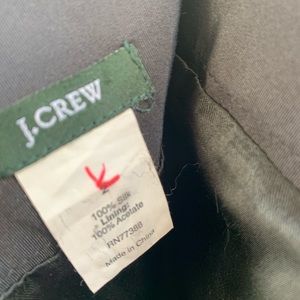 J.CREW
100% Silk
Lining:
100% Acetate
RN77388
Made in China